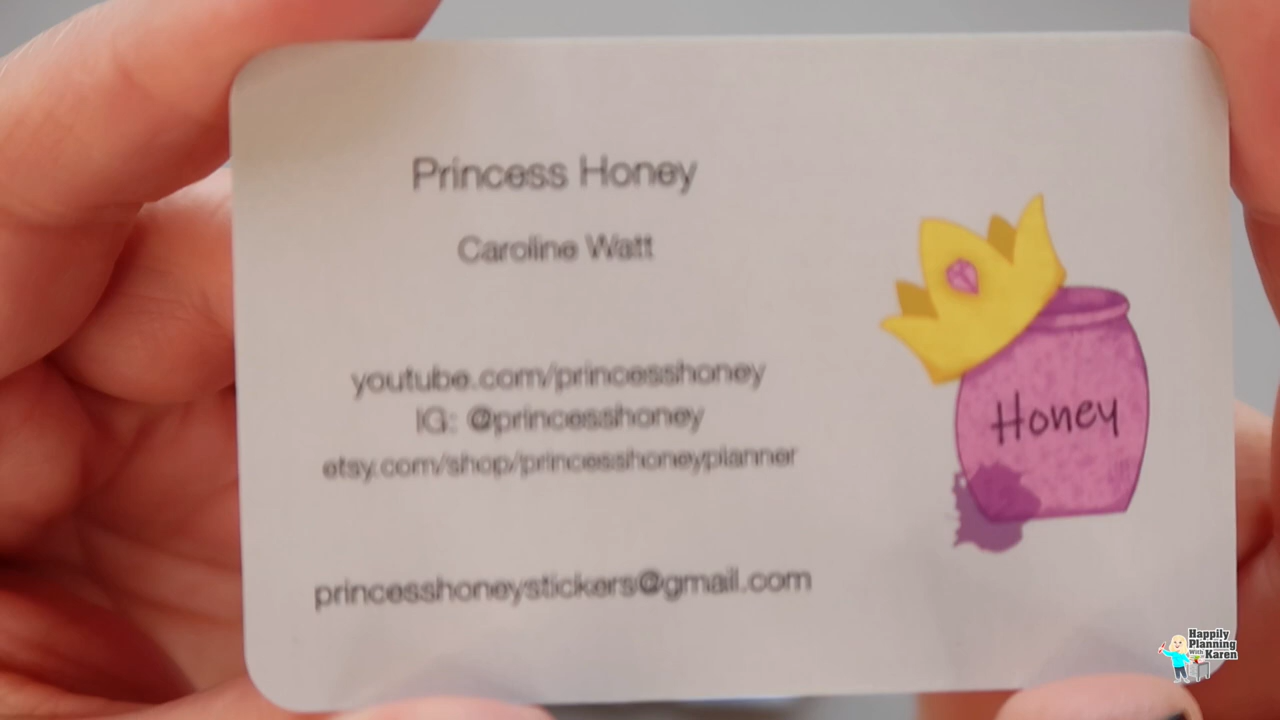 Princess Honey
Caroline Watt
youtube.com/princesshoney
IG: @princesshoney
etsy.com/shop/princesshoneyplanner
princesshoneystickers@gmail.com
Honey
Happily
Planning
With
Karen